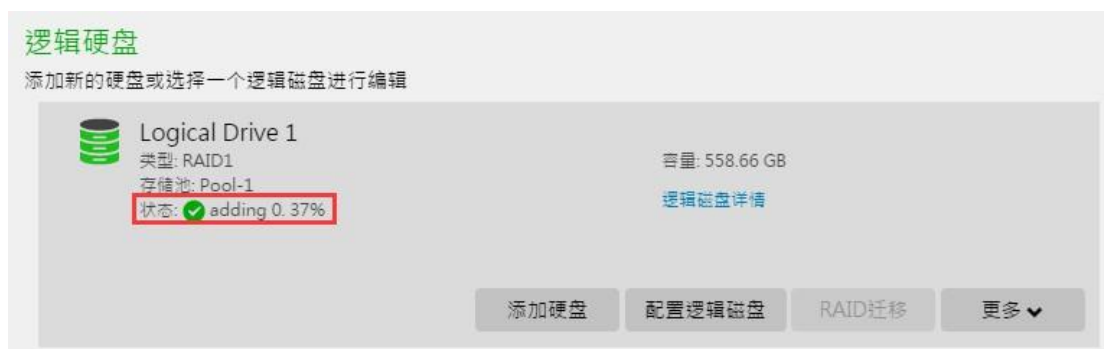 逻辑硬盘
添加新的硬盘或选择一个逻辑磁盘进行编辑
Logical Drive 1
类型: RAID1
容量: 558.66 GB
存储池: Pool-1
逻辑磁盘详情
状态: adding 0. 37%
添加硬盘 配置逻辑磁盘 RAID迁移 更多